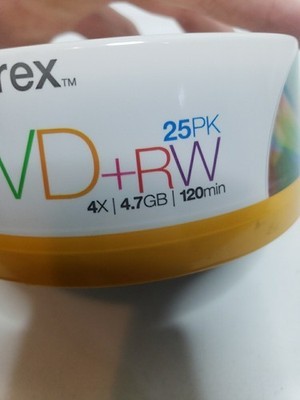 rex™
VD+RW
25PK
4X | 4.7GB | 120min